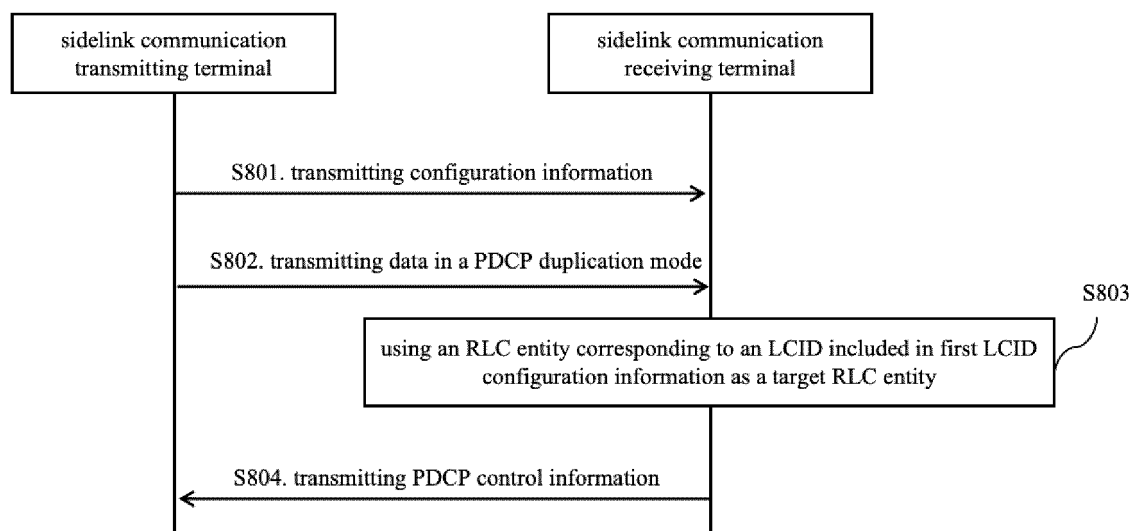 sidelink communication
transmitting terminal
sidelink communication
receiving terminal
S801. transmitting configuration information
S802. transmitting data in a PDCP duplication mode
S803
using an RLC entity corresponding to an LCID included in first LCID
configuration information as a target RLC entity
S804. transmitting PDCP control information